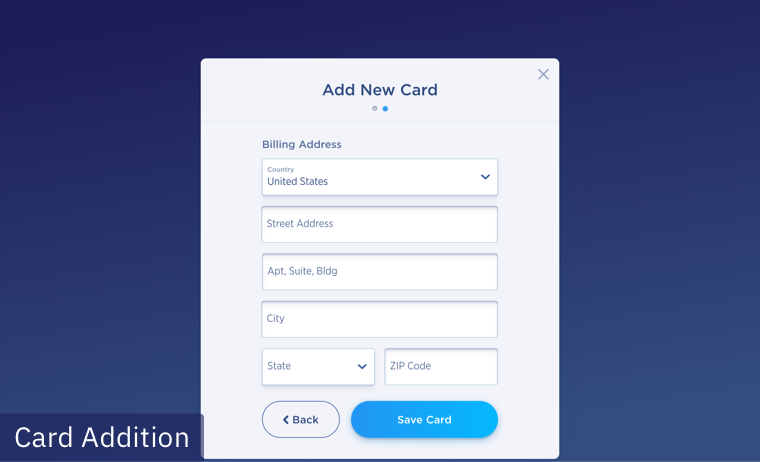 Add New Card
Billing Address
Country
United States
Street Address
Apt, Suite, Bldg
City
State ZIP Code
Back Save Card
Card Addition